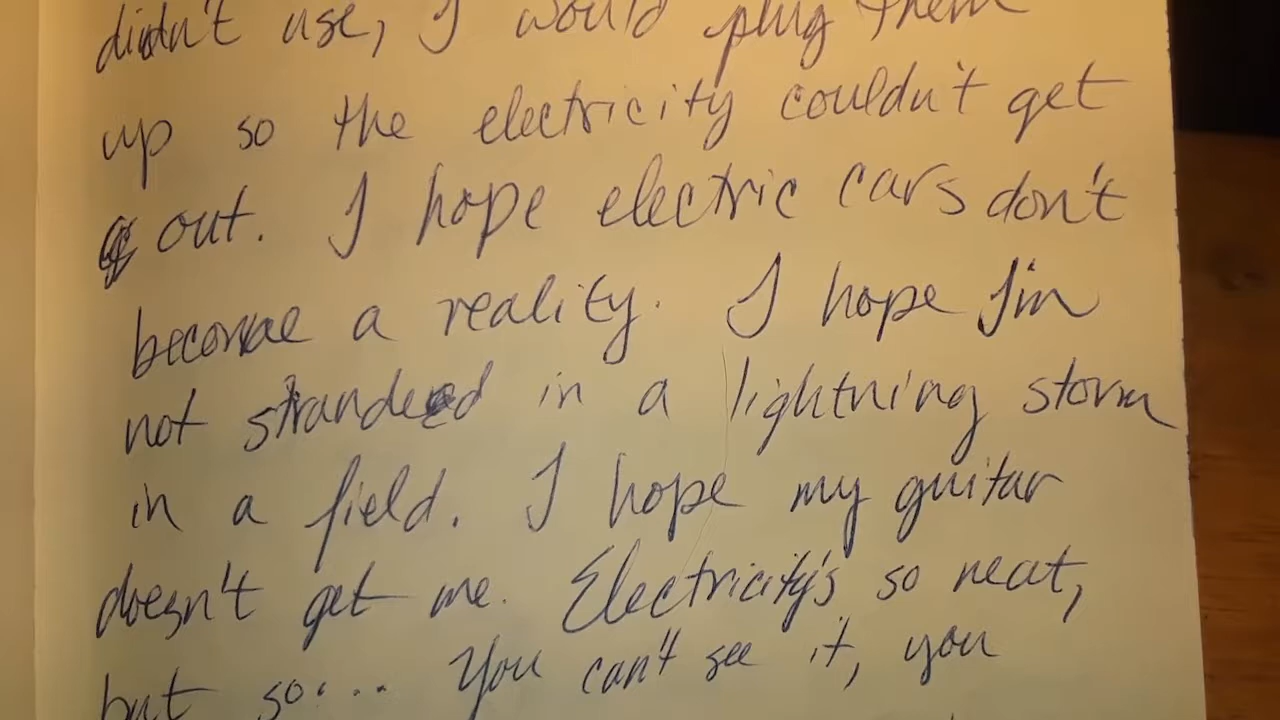 didn't use, I would plug them
up so the electricity couldn't get
out. I hope electric cars don't
become a reality. I hope I'm
not stranded in a lightning storm
in a field. I hope my guitar
doesn't get me. Electricity's so neat,
but so.... You can't see it, you